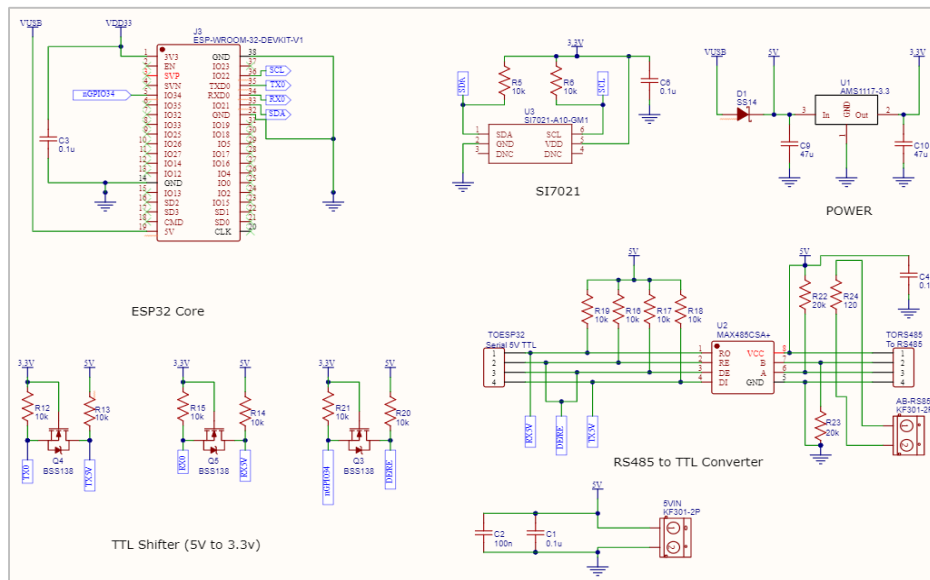 VUSB
VDD33
J3
ESP-WROOM-32-DEVKIT-V1
1 3V3 GND 38
2 EN IO23 37
3 SVP IO22 36 SCL
4 SVN TXD0 35 TX0
nGPIO34 5 IO34 RXD0 34 RX0
6 IO35 IO21 33 SDA
7 IO32 GND 32
8 IO33 IO19 31
9 IO25 IO18 30
10 IO26 IO5 29
11 IO27 IO17 28
12 IO14 IO16 27
13 IO12 IO4 26
14 GND IO0 25
15 IO13 IO2 24
16 SD2 IO15 23
17 SD3 SD1 22
18 CMD SD0 21
19 5V CLK 20
C3
0.1u
ESP32 Core
3.3V
SDA
R5
10k
R6
10k
SCL
C6
0.1u
U3
SI7021-A10-GM1
1 SDA SCL 6
2 GND VDD 5
3 DNC DNC 4
SI7021
VUSB
5V
3.3V
D1
SS14
U1
AMS1117-3.3
3 In GND Out 2
1
C9
47u
C10
47u
POWER
3.3V
5V
R12
10k
R13
10k
Q4
BSS138
TX0
TX5V
3.3V
5V
R15
10k
R14
10k
Q5
BSS138
RX0
RX5V
3.3V
5V
R21
10k
R20
10k
Q3
BSS138
nGPIO34
DERE
TTL Shifter (5V to 3.3v)
5V
R19
10k
R16
10k
R17
10k
R18
10k
TOESP32
Serial 5V TTL
1
2
3
4
U2
MAX485CSA+
1 RO VCC 8
2 RE B 7
3 DE A 6
4 DI GND 5
RX5V
DERE
TX5V
5V
R22
20k
R24
120
C4
0.1
TORS485
To RS485
1
2
3
4
R23
20k
AB-RS85
KF301-2P
1
2
RS485 to TTL Converter
5V
C2
100n
C1
0.1u
5VIN
KF301-2P
1
2